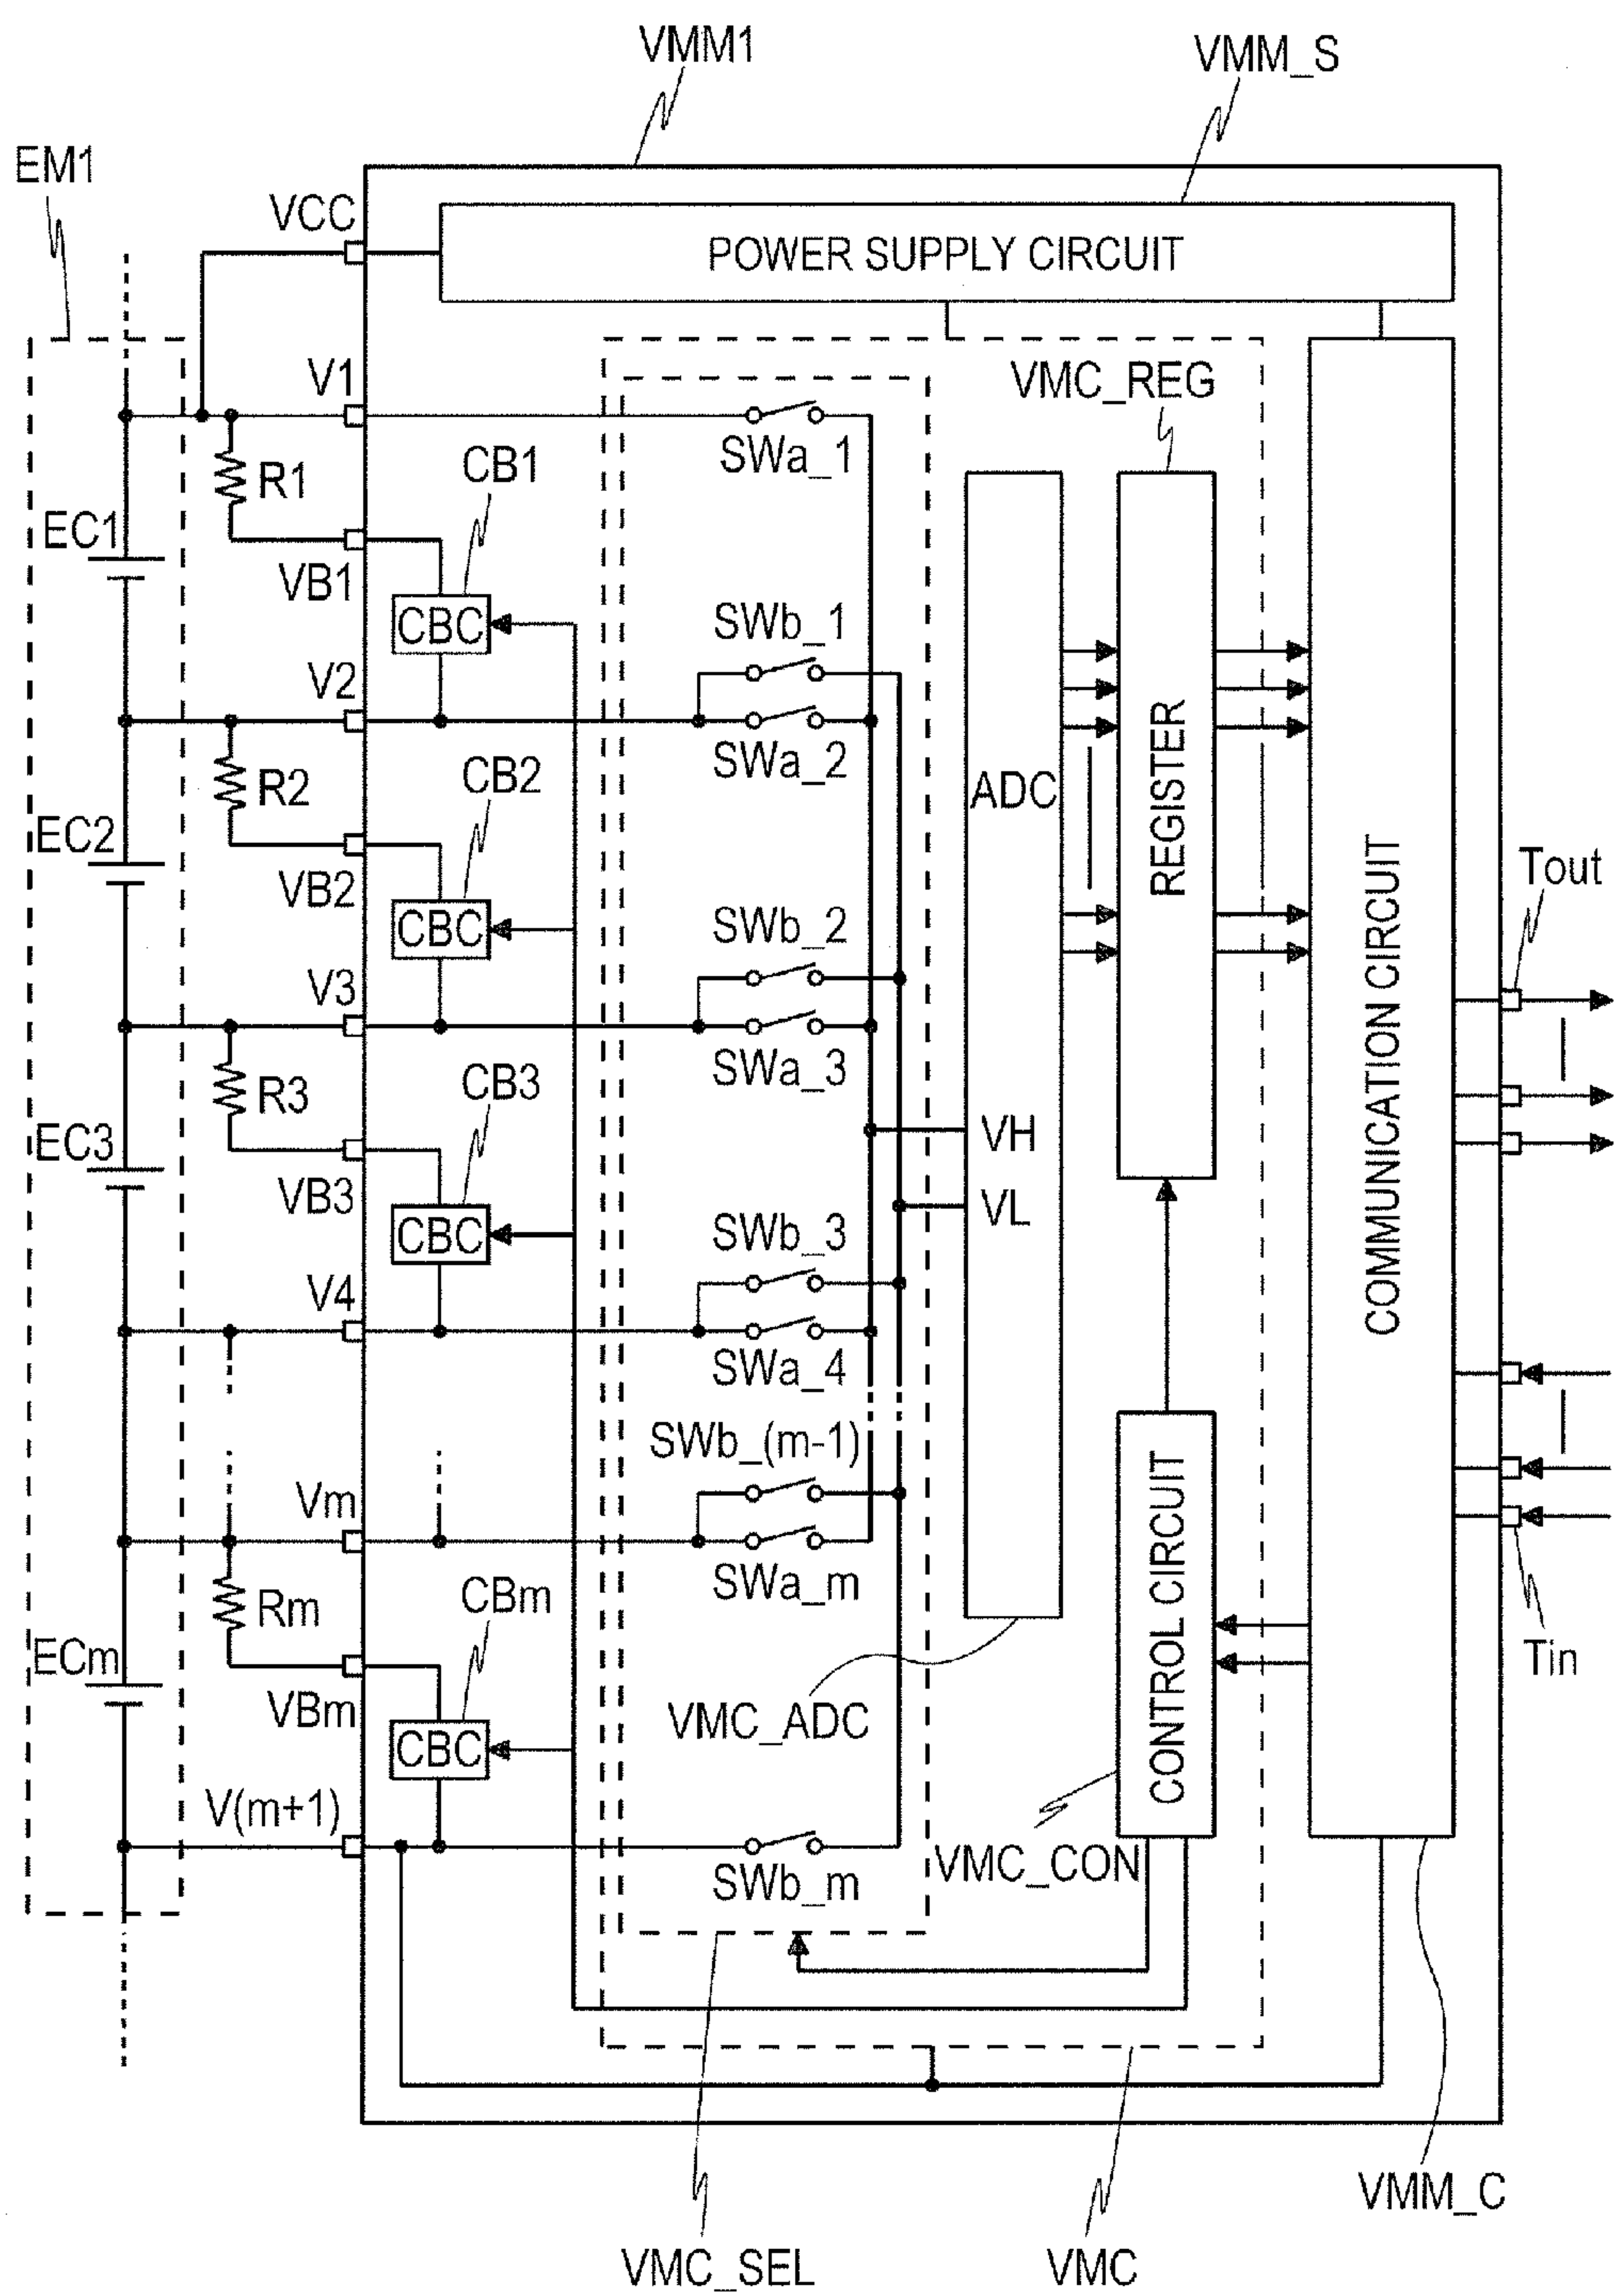 VMM1
VMM_S
EM1
VCC
POWER SUPPLY CIRCUIT
V1
VMC_REG
SWa_1
CB1
R1
EC1
VB1
CBC
SWb_1
V2
SWa_2
CB2
R2
ADC
REGISTER
EC2
VB2
CBC
SWb_2
COMMUNICATION CIRCUIT
Tout
V3
SWa_3
CB3
R3
VH
EC3
VB3
CBC
VL
SWb_3
V4
SWa_4
SWb_(m-1)
Vm
CONTROL CIRCUIT
SWa_m
CBm
Rm
ECm
Tin
VBm
VMC_ADC
CBC
V(m+1)
VMC_CON
SWb_m
VMM_C
VMC_SEL
VMC